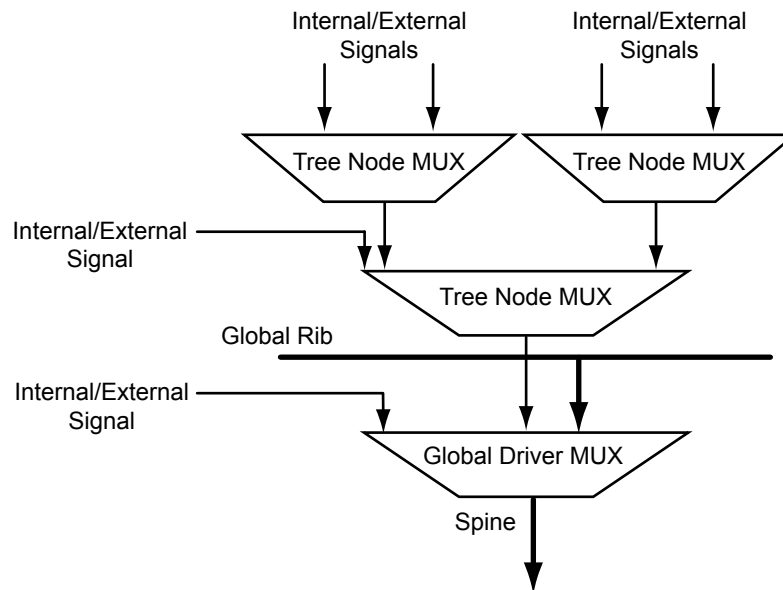 Internal/External
Signals
Internal/External
Signals
Tree Node MUX
Tree Node MUX
Internal/External
Signal
Tree Node MUX
Global Rib
Internal/External
Signal
Global Driver MUX
Spine